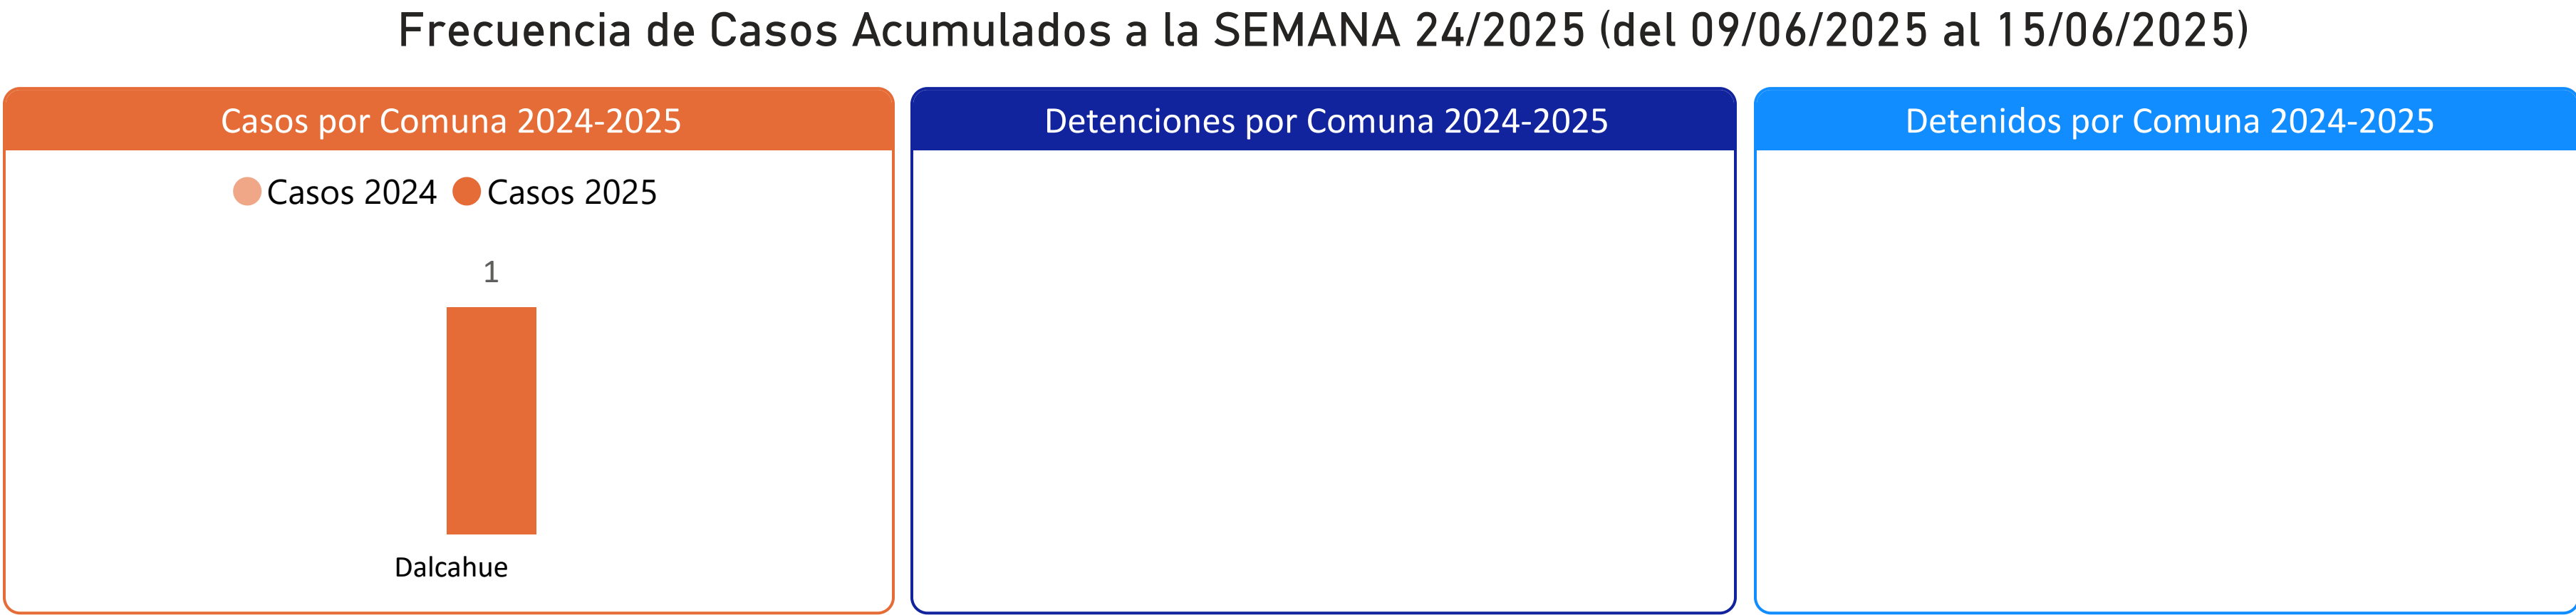 Frecuencia de Casos Acumulados a la SEMANA 24/2025 (del 09/06/2025 al 15/06/2025)
Casos por Comuna 2024-2025
Casos 2024 Casos 2025
1
Dalcahue
Detenciones por Comuna 2024-2025
Detenidos por Comuna 2024-2025